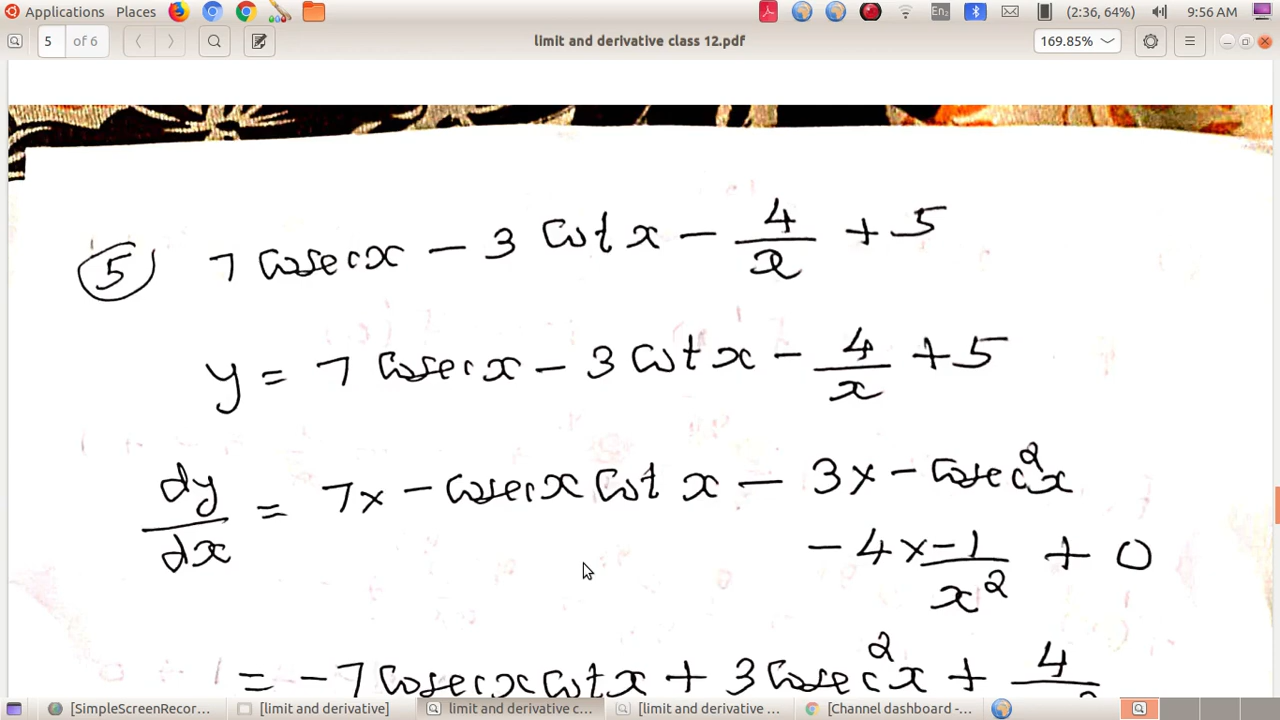 Applications Places En₂ (2:36, 64%) 9:56 AM
5 of 6 limit and derivative class 12.pdf 169.85%
⑤ 7 cosecx − 3 cot x − 4/x + 5
y = 7 cosecx − 3 cot x − 4/x + 5
dy/dx = 7x − cosecx cot x − 3x − cosec²x
− 4 x −1/x² + 0
= −7 cosecx cot x + 3 cosec²x + 4
[SimpleScreenRecor... [limit and derivative] limit and derivative c... [limit and derivative ... [Channel dashboard -...